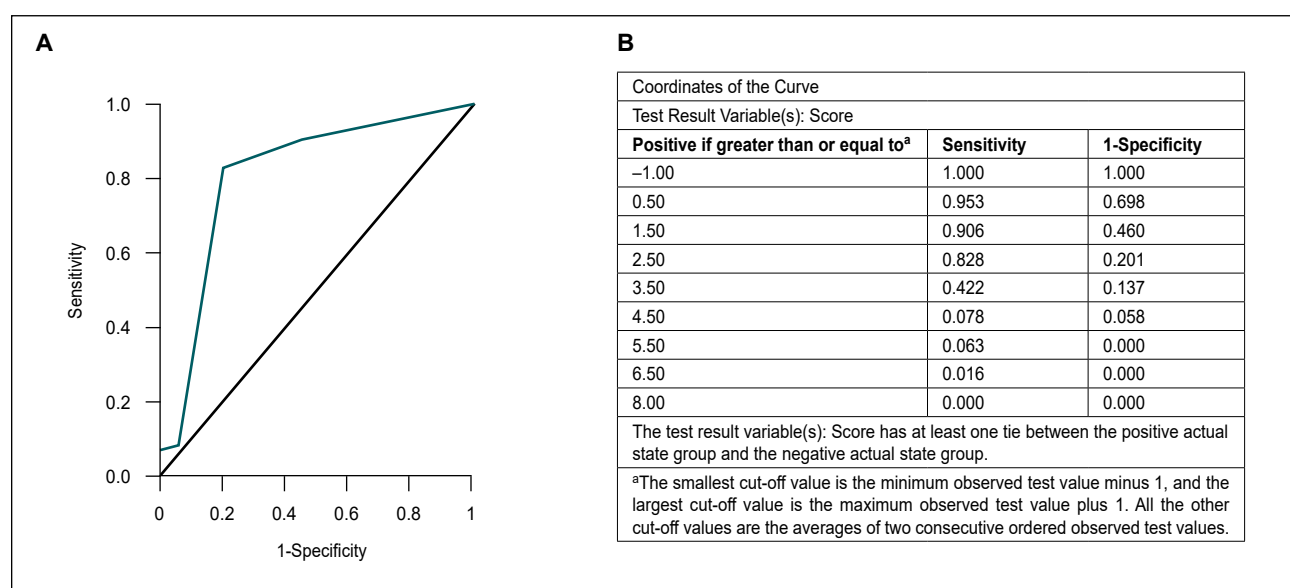 A
1.0
0.8
0.6
0.4
0.2
0.0
Sensitivity
0 0.2 0.4 0.6 0.8 1
1-Specificity
B
Coordinates of the Curve
Test Result Variable(s): Score
Positive if greater than or equal toᵃ Sensitivity 1-Specificity
–1.00 1.000 1.000
0.50 0.953 0.698
1.50 0.906 0.460
2.50 0.828 0.201
3.50 0.422 0.137
4.50 0.078 0.058
5.50 0.063 0.000
6.50 0.016 0.000
8.00 0.000 0.000
The test result variable(s): Score has at least one tie between the positive actual
state group and the negative actual state group.
ᵃThe smallest cut-off value is the minimum observed test value minus 1, and the
largest cut-off value is the maximum observed test value plus 1. All the other
cut-off values are the averages of two consecutive ordered observed test values.